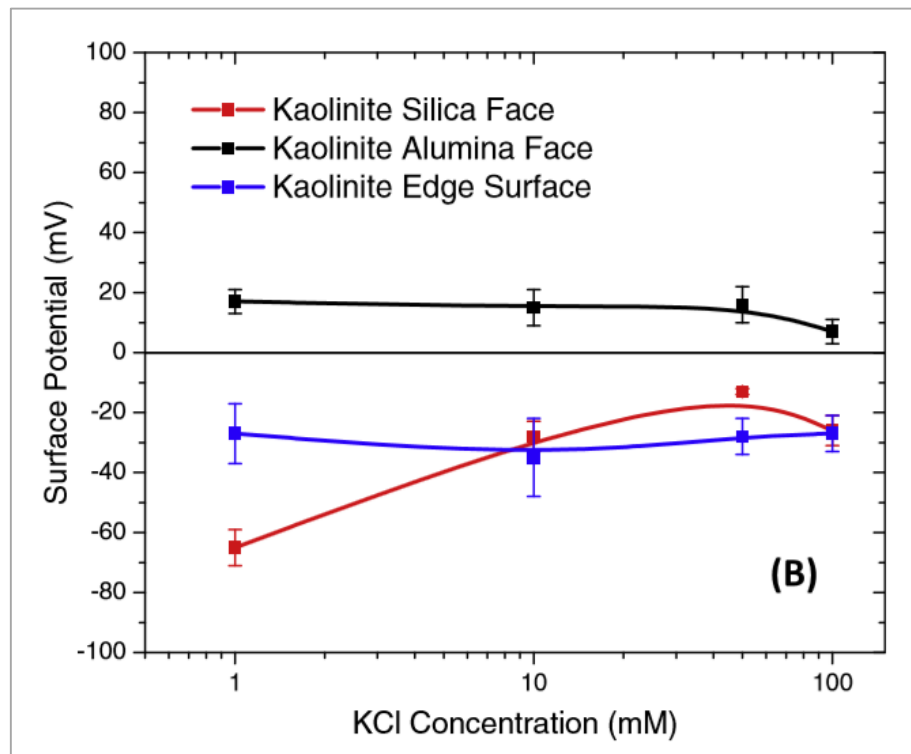 100
80
60
40
20
0
-20
-40
-60
-80
-100
Surface Potential (mV)
Kaolinite Silica Face
Kaolinite Alumina Face
Kaolinite Edge Surface
(B)
1 10 100
KCl Concentration (mM)